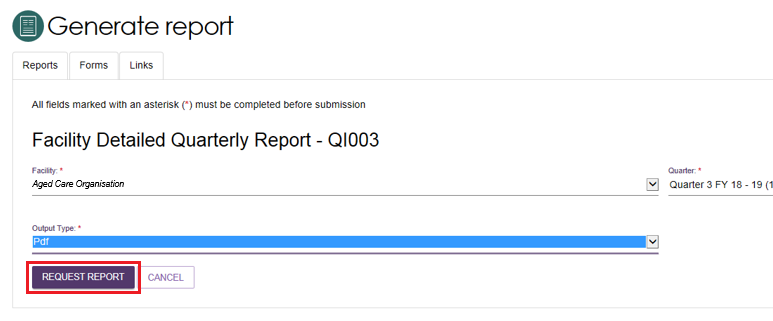 Generate report
Reports Forms Links
All fields marked with an asterisk (*) must be completed before submission
Facility Detailed Quarterly Report - QI003
Facility: * Quarter: *
Aged Care Organisation Quarter 3 FY 18 - 19 (1
Output Type: *
Pdf
REQUEST REPORT CANCEL